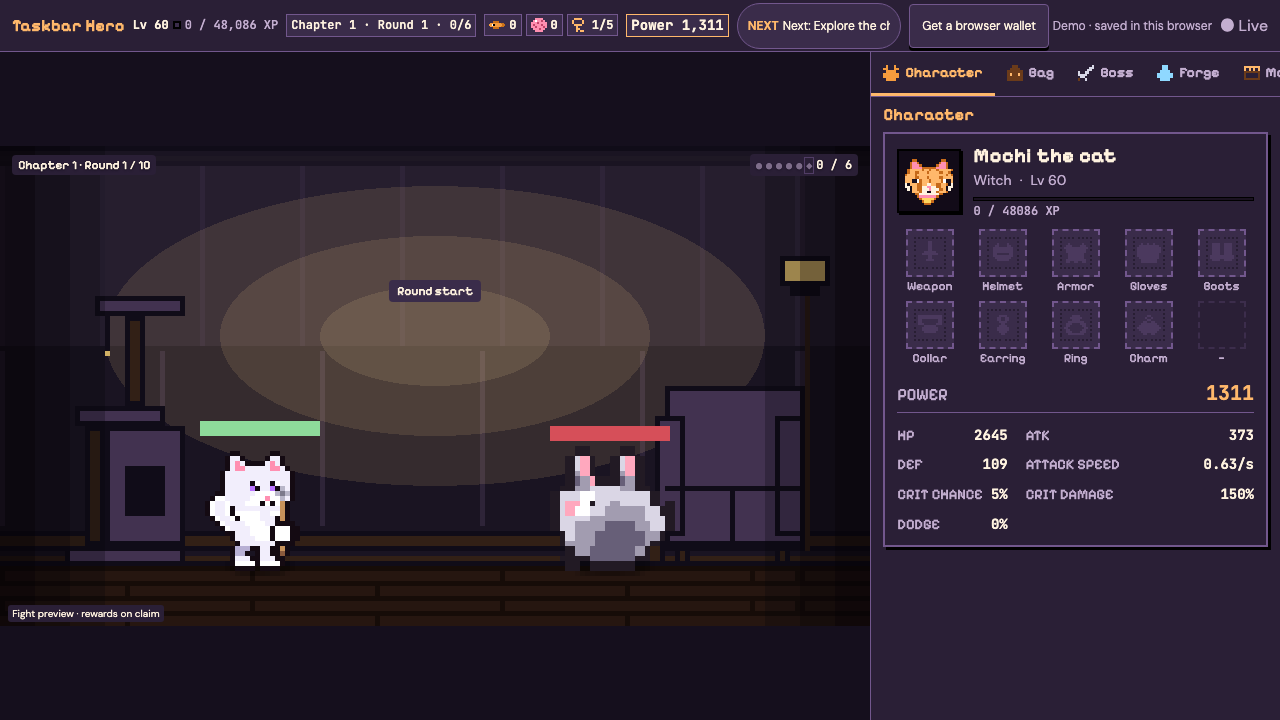 Taskbar Hero
Lv 60
0 / 48,086 XP
Chapter 1 · Round 1 · 0/6
0
0
1/5
Power 1,311
NEXT Next: Explore the ch
Get a browser wallet
Demo · saved in this browser
Live
Character
Bag
Boss
Forge
Mo
Character
Chapter 1 · Round 1 / 10
0 / 6
Round start
Fight preview · rewards on claim
Mochi the cat
Witch · Lv 60
0 / 48086 XP
Weapon
Helmet
Armor
Gloves
Boots
Collar
Earring
Ring
Charm
-
POWER 1311
HP 2645 ATK 373
DEF 109 ATTACK SPEED 0.63/s
CRIT CHANCE 5% CRIT DAMAGE 150%
DODGE 0%